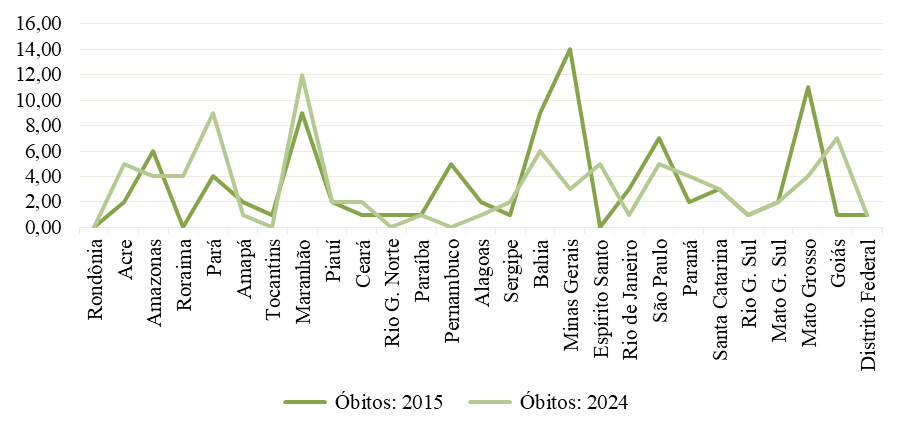 16,00
14,00
12,00
10,00
8,00
6,00
4,00
2,00
0,00
Rondônia
Acre
Amazonas
Roraima
Pará
Amapá
Tocantins
Maranhão
Piauí
Ceará
Rio G. Norte
Paraíba
Pernambuco
Alagoas
Sergipe
Bahia
Minas Gerais
Espírito Santo
Rio de Janeiro
São Paulo
Paraná
Santa Catarina
Rio G. Sul
Mato G. Sul
Mato Grosso
Goiás
Distrito Federal
Óbitos: 2015
Óbitos: 2024